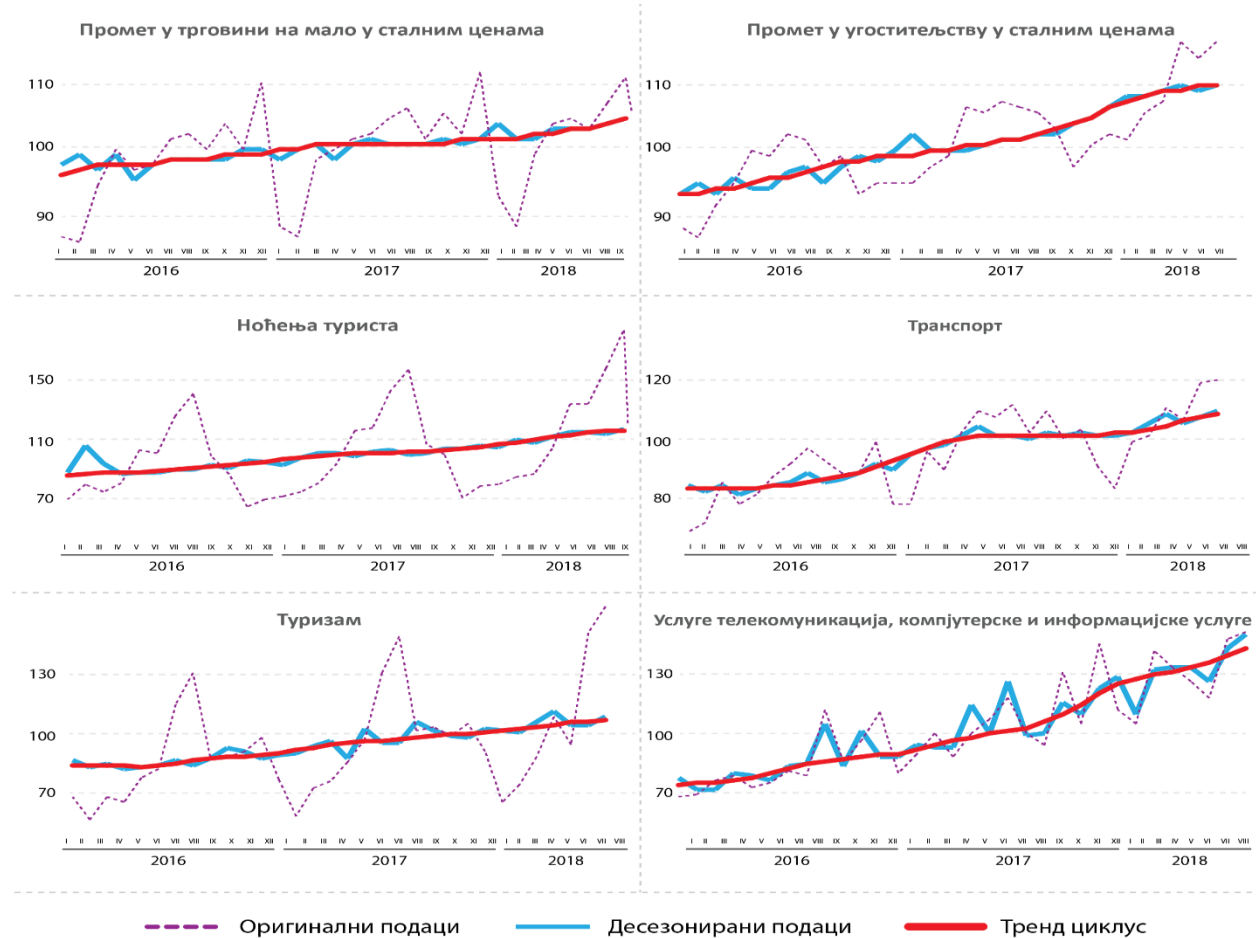 Промет у трговини на мало у сталним ценама
110
100
90
I II III IV V VI VII VIII IX X XI XII I II III IV V VI VII VIII IX X XI XII I II III IV V VI VII VIII IX
2016 2017 2018
Промет у угоститељству у сталним ценама
110
100
90
I II III IV V VI VII VIII IX X XI XII I II III IV V VI VII VIII IX X XI XII I II III IV V VI VII
2016 2017 2018
Ноћења туриста
150
110
70
I II III IV V VI VII VIII IX X XI XII I II III IV V VI VII VIII IX X XI XII I II III IV V VI VII VIII IX
2016 2017 2018
Транспорт
120
100
80
I II III IV V VI VII VIII IX X XI XII I II III IV V VI VII VIII IX X XI XII I II III IV V VI VII VIII
2016 2017 2018
Туризам
130
100
70
I II III IV V VI VII VIII IX X XI XII I II III IV V VI VII VIII IX X XI XII I II III IV V VI VII VIII
2016 2017 2018
Услуге телекомуникација, компјутерске и информацијске услуге
130
100
70
I II III IV V VI VII VIII IX X XI XII I II III IV V VI VII VIII IX X XI XII I II III IV V VI VII VIII
2016 2017 2018
Оригинални подаци Десезонирани подаци Тренд циклус